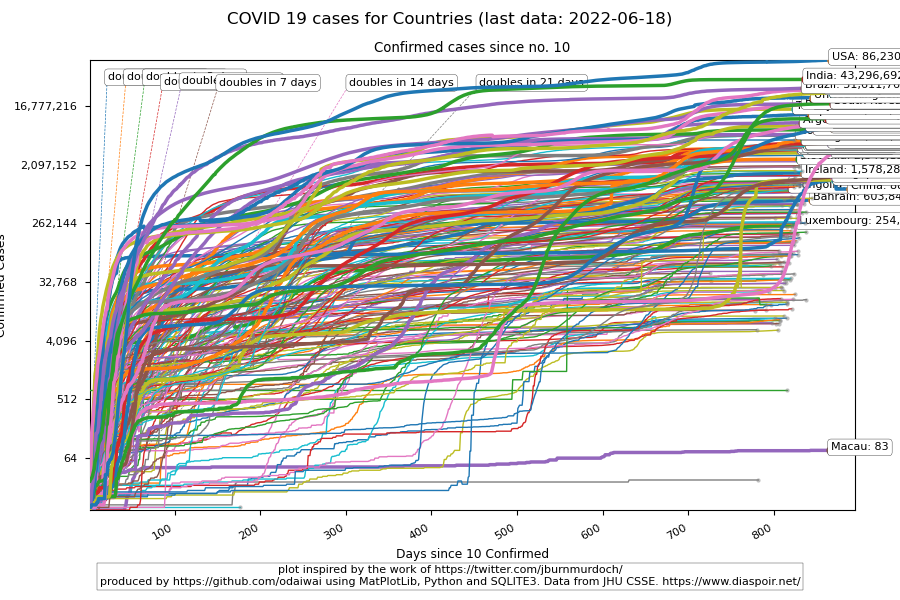 COVID 19 cases for Countries (last data: 2022-06-18)
Confirmed cases since no. 10
USA: 86,230
India: 43,296,692
16,777,216
doubles in 7 days
doubles in 14 days
doubles in 21 days
2,097,152
Ireland: 1,578,28
China: 88
Bahrain: 603,84
262,144
uxembourg: 254,
32,768
4,096
512
64
Macau: 83
Confirmed Cases
100
200
300
400
500
600
700
800
Days since 10 Confirmed
plot inspired by the work of https://twitter.com/jburnmurdoch/
produced by https://github.com/odaiwai using MatPlotLib, Python and SQLITE3. Data from JHU CSSE. https://www.diaspoir.net/